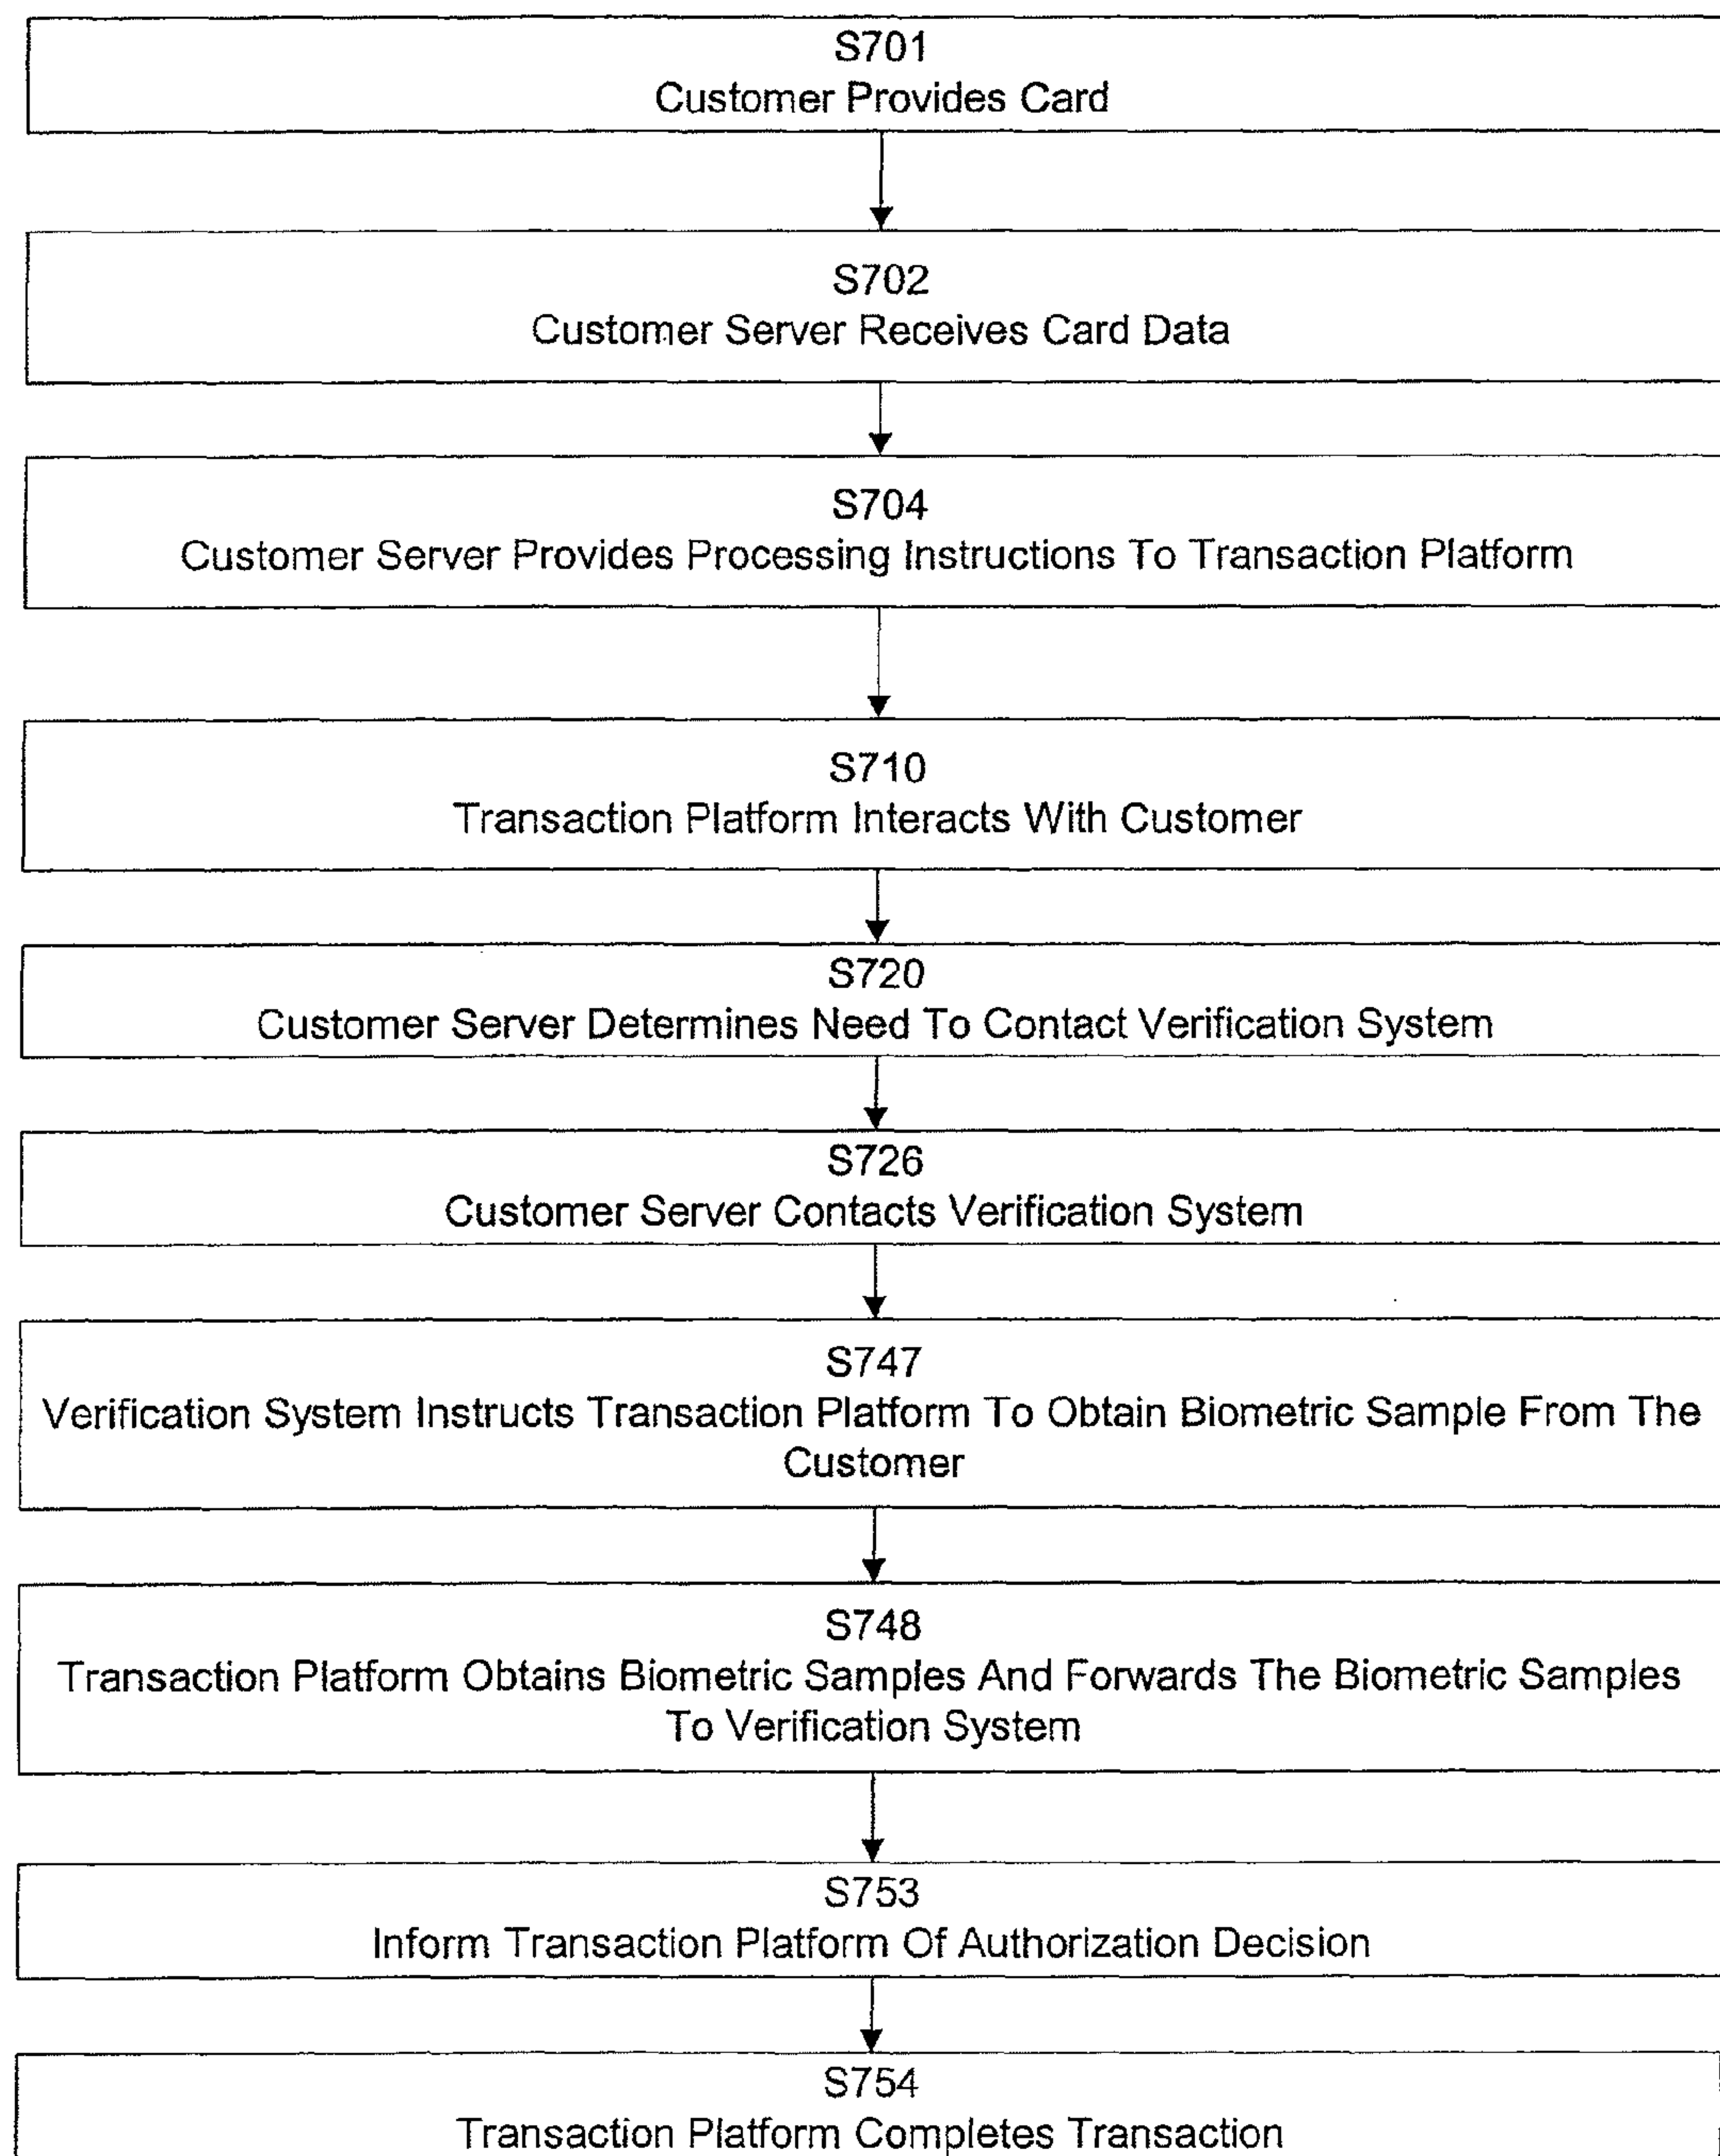 S701
Customer Provides Card
S702
Customer Server Receives Card Data
S704
Customer Server Provides Processing Instructions To Transaction Platform
S710
Transaction Platform Interacts With Customer
S720
Customer Server Determines Need To Contact Verification System
S726
Customer Server Contacts Verification System
S747
Verification System Instructs Transaction Platform To Obtain Biometric Sample From The
Customer
S748
Transaction Platform Obtains Biometric Samples And Forwards The Biometric Samples
To Verification System
S753
Inform Transaction Platform Of Authorization Decision
S754
Transaction Platform Completes Transaction